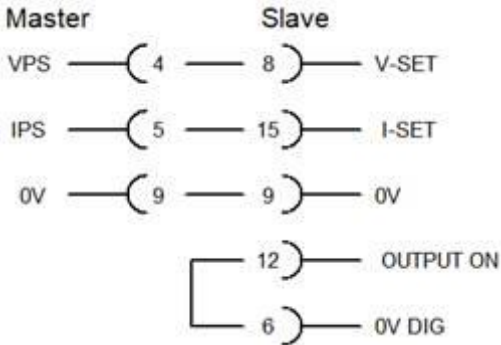 Master Slave
VPS 4 8 V-SET
IPS 5 15 I-SET
0V 9 9 0V
12 OUTPUT ON
6 0V DIG